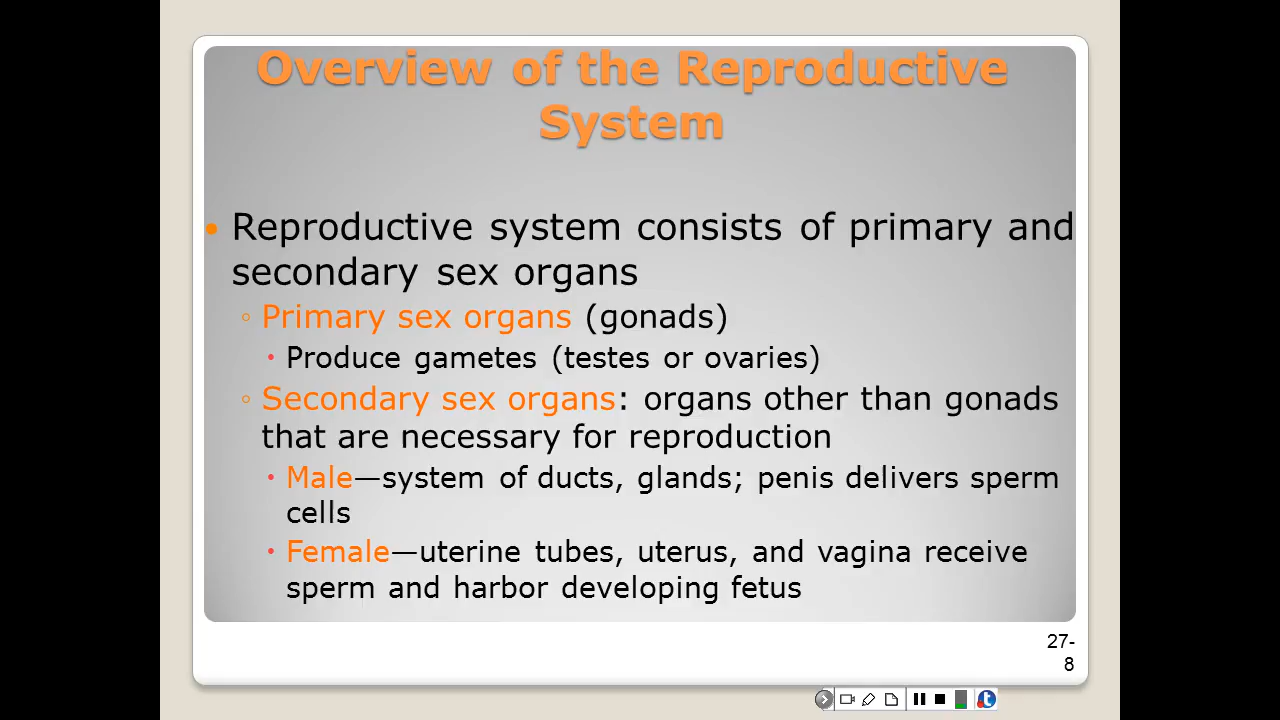 Overview of the Reproductive
System
• Reproductive system consists of primary and
secondary sex organs
◦ Primary sex organs (gonads)
• Produce gametes (testes or ovaries)
◦ Secondary sex organs: organs other than gonads
that are necessary for reproduction
• Male—system of ducts, glands; penis delivers sperm
cells
• Female—uterine tubes, uterus, and vagina receive
sperm and harbor developing fetus
27-
8
t